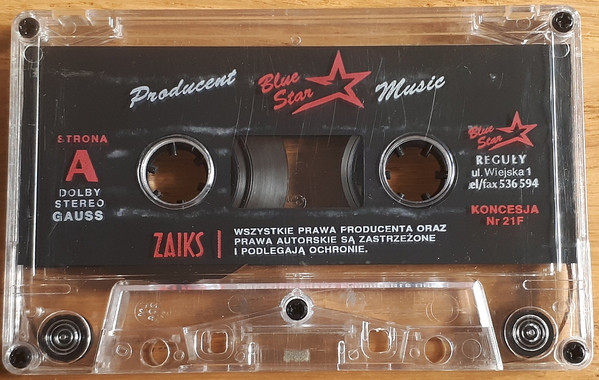 Producent
Blue Star
Music
STRONA
A
DOLBY
STEREO
GAUSS
Blue Star
REGUŁY
ul. Wiejska 1
tel/fax 536 594
KONCESJA
Nr 21F
ZAIKS
WSZYSTKIE PRAWA PRODUCENTA ORAZ
PRAWA AUTORSKIE SĄ ZASTRZEŻONE
I PODLEGAJĄ OCHRONIE.